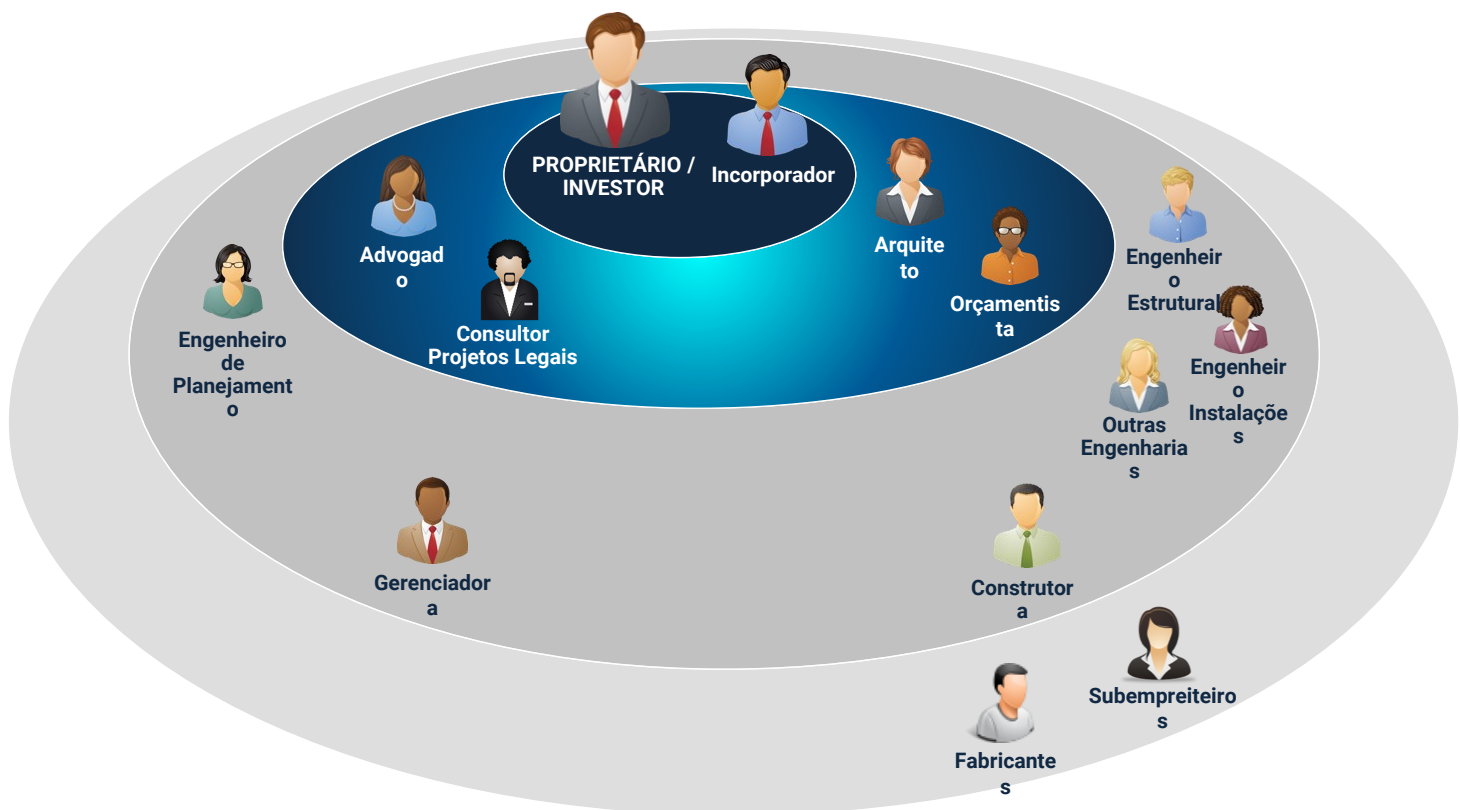 PROPRIETÁRIO /
INVESTOR
Incorporador
Advogad
o
Consultor
Projetos Legais
Arquite
to
Orçamentis
ta
Engenheiro
de
Planejament
o
Engenheir
o
Estrutural
Engenheir
o
Instalaçõe
s
Outras
Engenharia
s
Gerenciador
a
Construtor
a
Subempreiteiro
s
Fabricante
s